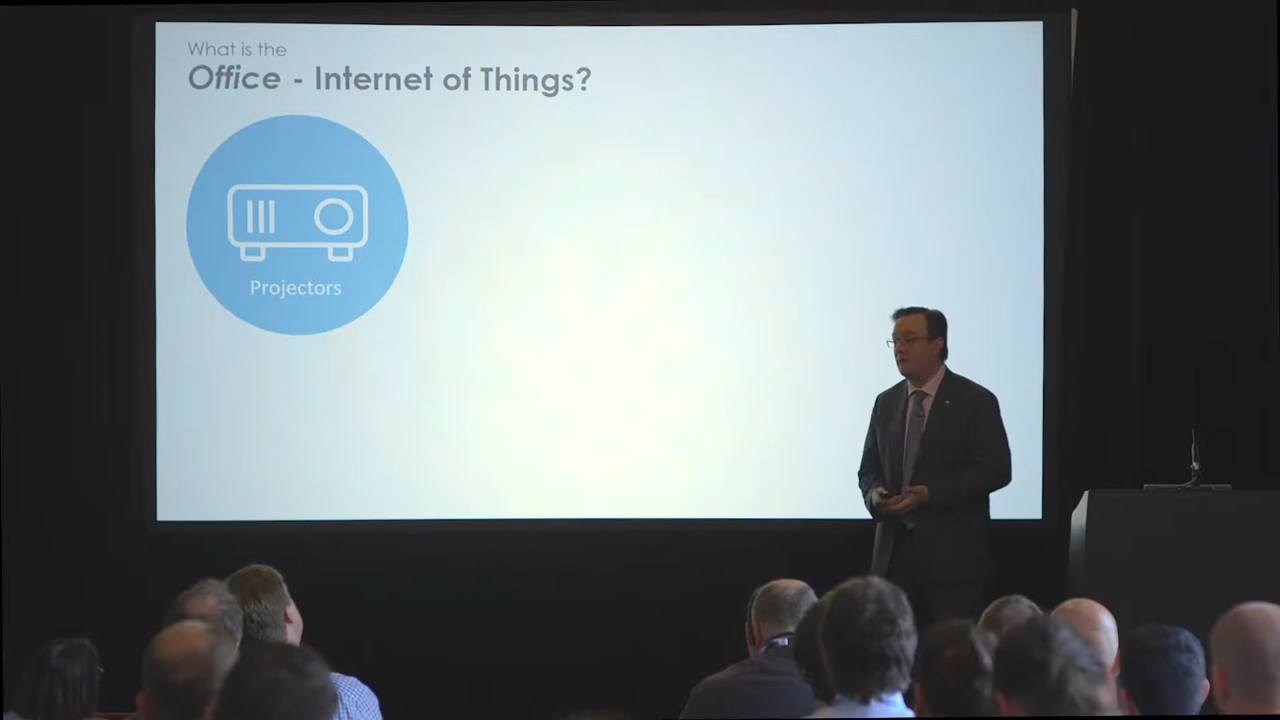 What is the
Office - Internet of Things?
Projectors